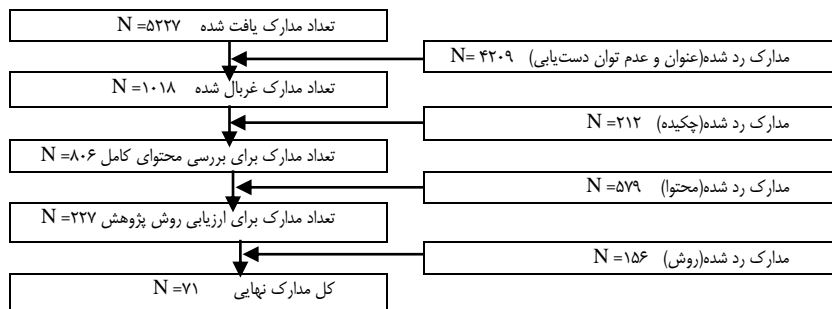 تعداد مدارک یافت شده N =۵۲۲۷
مدارک رد شده(عنوان و عدم توان دست‌یابی) N= ۴۲۰۹
تعداد مدارک غربال شده N =۱۰۱۸
مدارک رد شده(چکیده) N =۲۱۲
تعداد مدارک برای بررسی محتوای کامل N =۸۰۶
مدارک رد شده(محتوا) N =۵۷۹
تعداد مدارک برای ارزیابی روش پژوهش N =۲۲۷
مدارک رد شده(روش) N =۱۵۶
کل مدارک نهایی N =۷۱